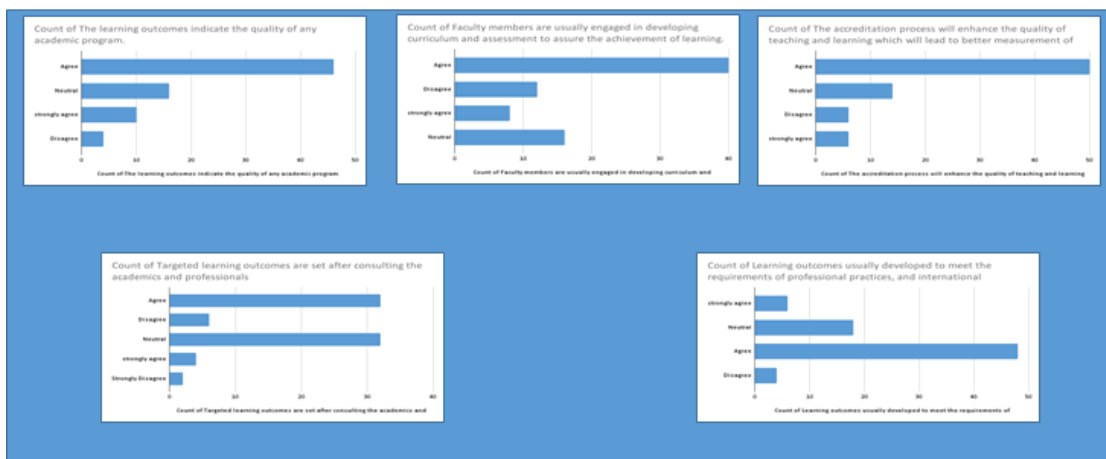 Count of The learning outcomes indicate the quality of any
academic program.
Agree
Neutral
strongly agree
Disagree
0 10 20 30 40 50
Count of The learning outcomes indicate the quality of any academic program
Count of Faculty members are usually engaged in developing
curriculum and assessment to assure the achievement of learning.
Agree
Disagree
strongly agree
Neutral
0 10 20 30 40
Count of Faculty members are usually engaged in developing curriculum and
Count of The accreditation process will enhance the quality of
teaching and learning which will lead to better measurement of
Agree
Neutral
Disagree
strongly agree
0 10 20 30 40 50
Count of The accreditation process will enhance the quality of teaching and learning
Count of Targeted learning outcomes are set after consulting the
academics and professionals
Agree
Disagree
Neutral
strongly agree
Strongly Disagree
0 10 20 30 40
Count of Targeted learning outcomes are set after consulting the academics and
Count of Learning outcomes usually developed to meet the
requirements of professional practices, and international
strongly agree
Neutral
Agree
Disagree
0 10 20 30 40 50
Count of Learning outcomes usually developed to meet the requirements of